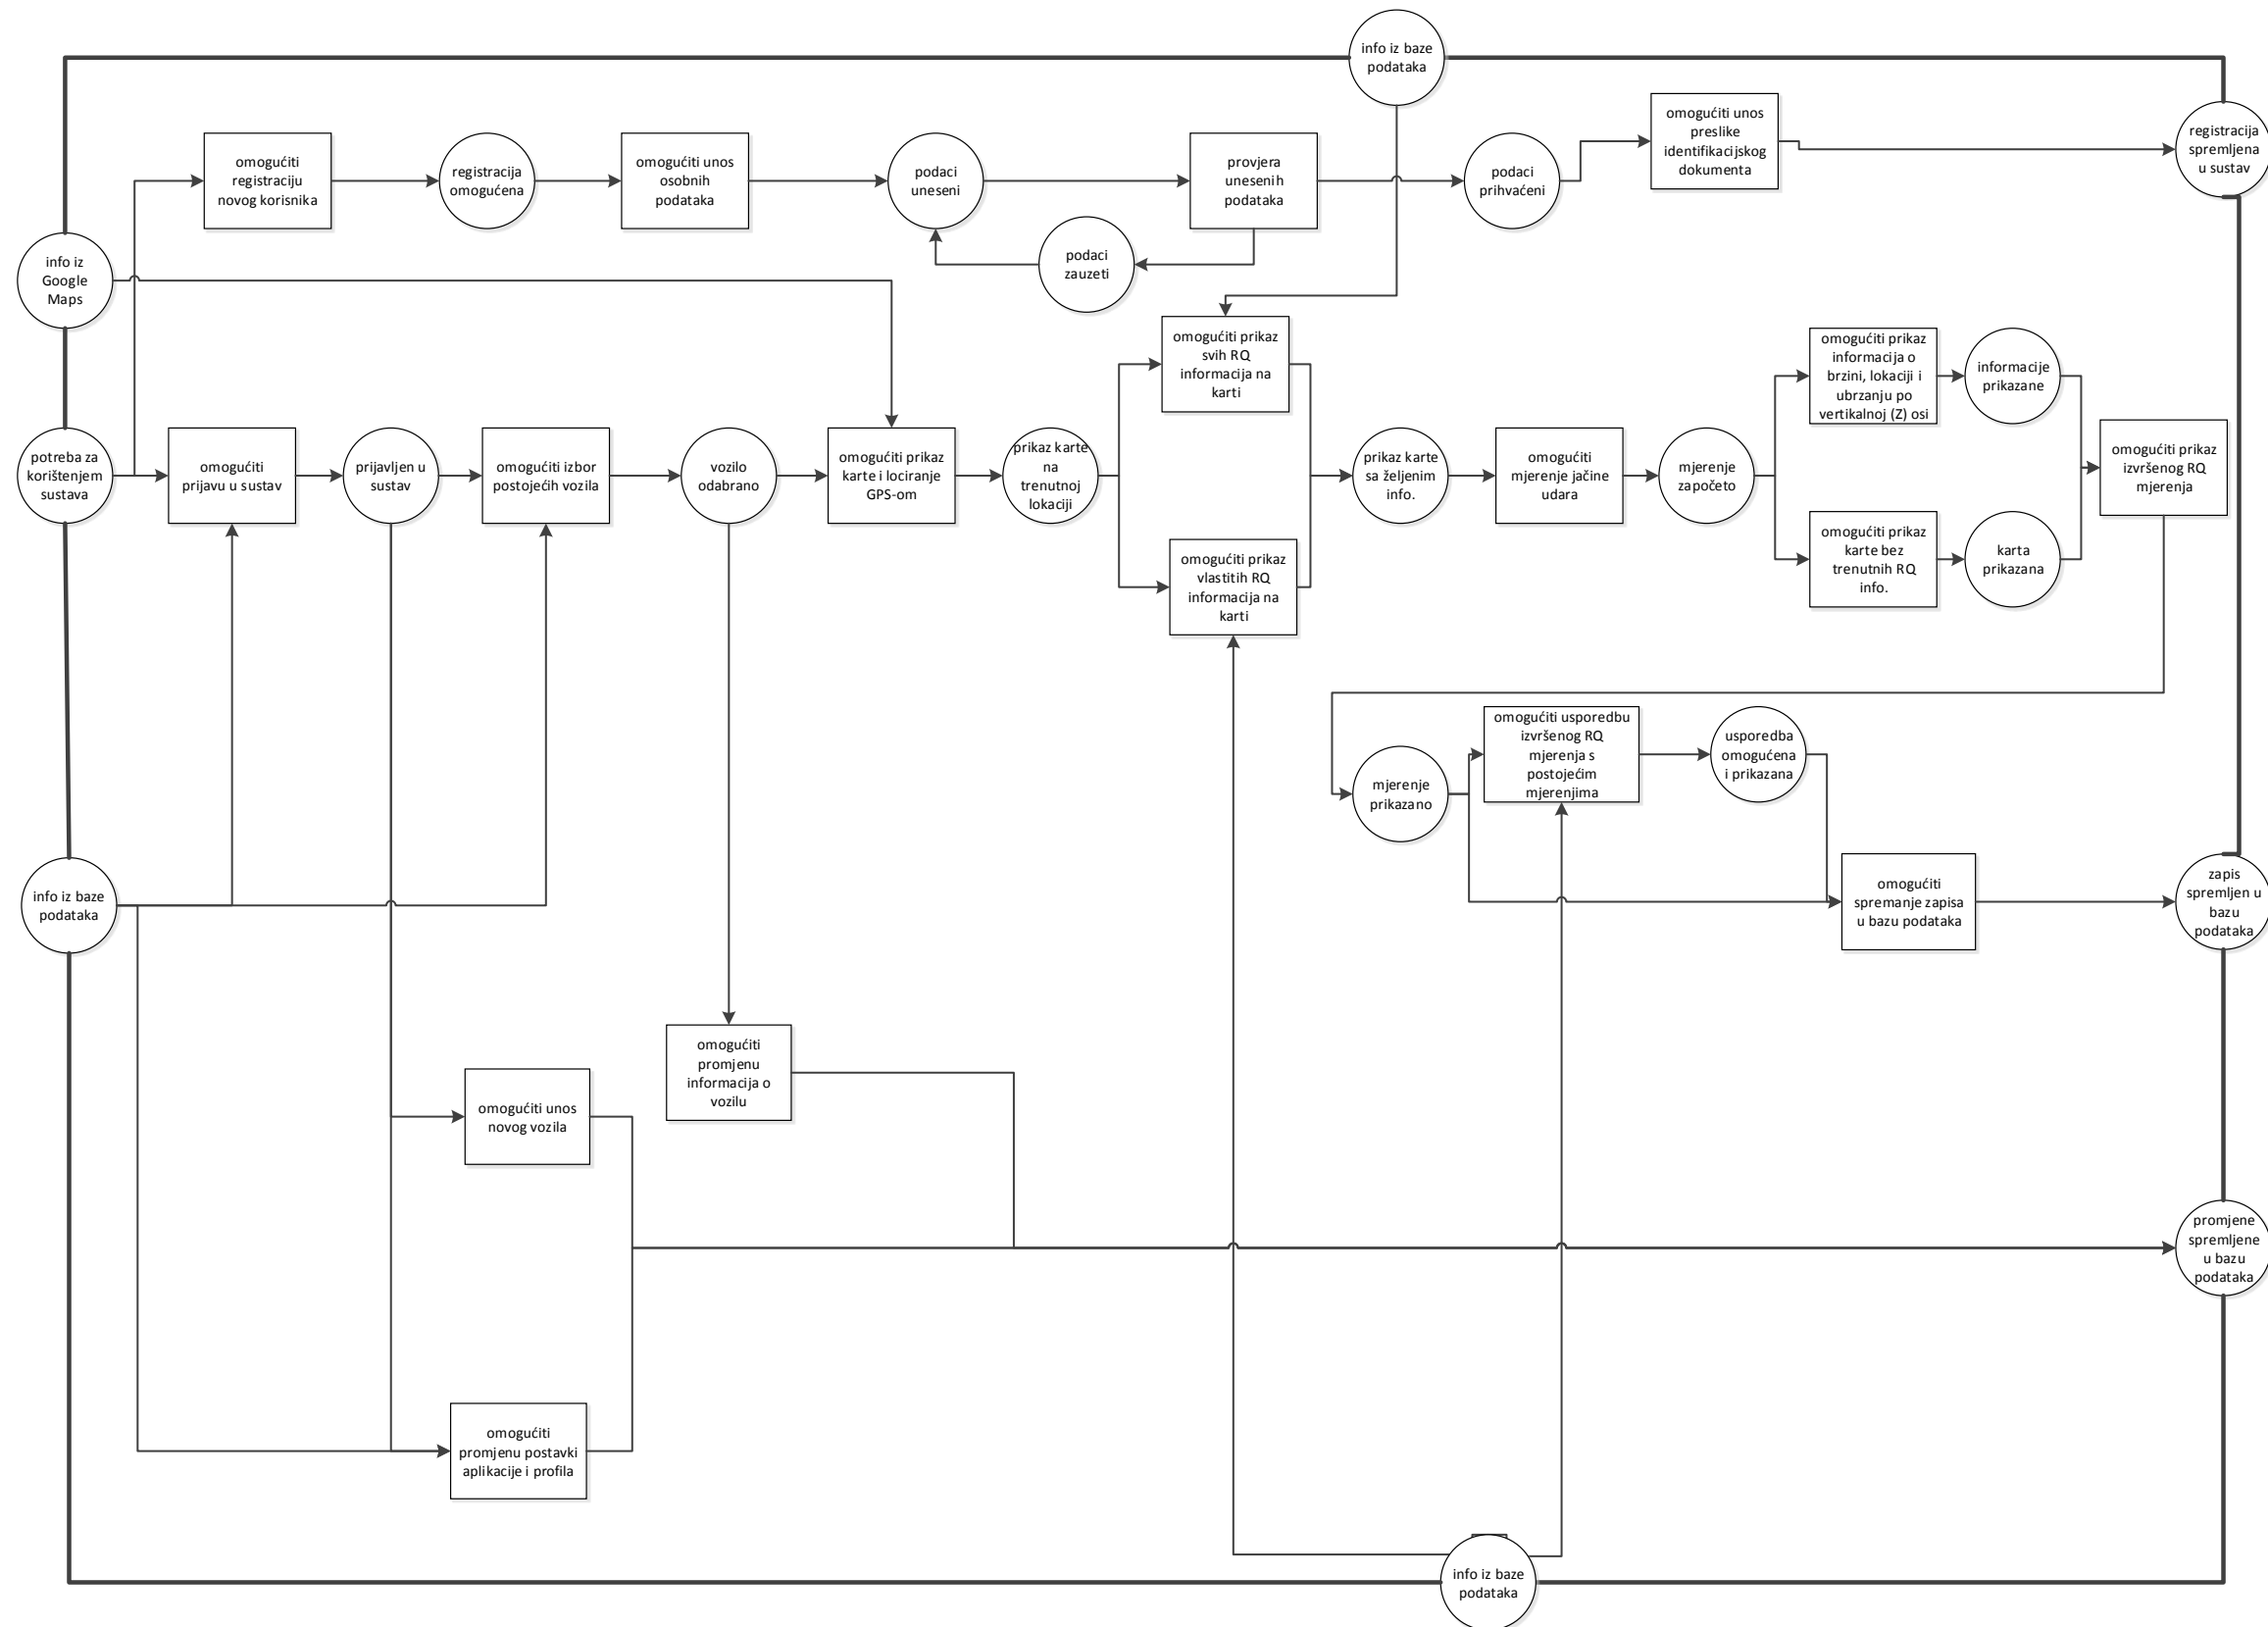 info iz baze
podataka
omogućiti
registraciju
novog korisnika
registracija
omogućena
omogućiti unos
osobnih
podataka
podaci
uneseni
provjera
unesenih
podataka
podaci
prihvaćeni
omogućiti unos
preslike
identifikacijskog
dokumenta
registracija
spremljena
u sustav
info iz
Google
Maps
podaci
zauzeti
omogućiti prikaz
svih RQ
informacija na
karti
omogućiti prikaz
informacija o
brzini, lokaciji i
ubrzanju po
vertikalnoj (Z) osi
informacije
prikazane
potreba za
korištenjem
sustava
omogućiti
prijavu u sustav
prijavljen u
sustav
omogućiti izbor
postojećih vozila
vozilo
odabrano
omogućiti prikaz
karte i lociranje
GPS-om
prikaz karte
na
trenutnoj
lokaciji
prikaz karte
sa željenim
info.
omogućiti
mjerenje jačine
udara
mjerenje
započeto
omogućiti prikaz
izvršenog RQ
mjerenja
omogućiti prikaz
vlastitih RQ
informacija na
karti
omogućiti prikaz
karte bez
trenutnih RQ
info.
karta
prikazana
mjerenje
prikazano
omogućiti usporedbu
izvršenog RQ
mjerenja s
postojećim
mjerenjima
usporedba
omogućena
i prikazana
info iz baze
podataka
omogućiti
spremanje zapisa
u bazu podataka
zapis
spremljen u
bazu
podataka
omogućiti
promjenu
informacija o
vozilu
omogućiti unos
novog vozila
promjene
spremljene
u bazu
podataka
omogućiti
promjenu postavki
aplikacije i profila
info iz baze
podataka